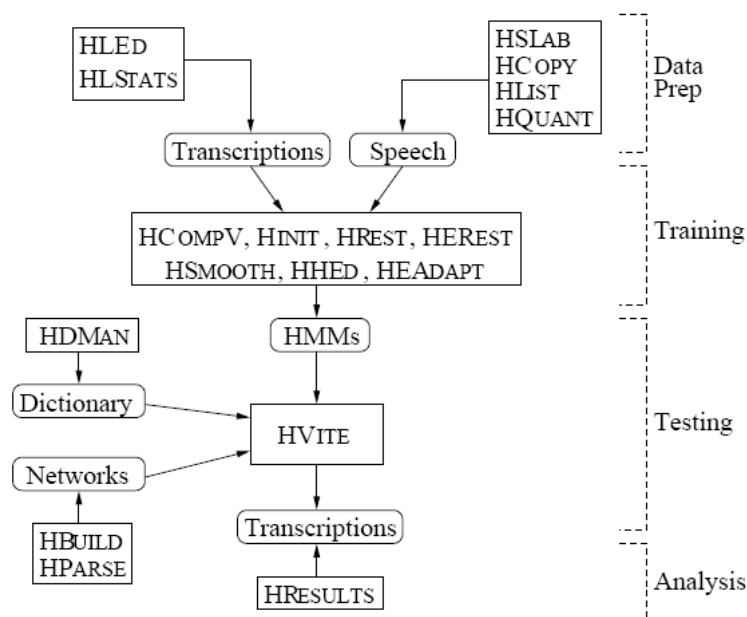 HLED
HLSTATS
HSLAB
HCOPY
HLIST
HQUANT
Data
Prep
Transcriptions
Speech
HCOMPV, HINIT, HREST, HEREST
HSMOOTH, HHED, HEADAPT
Training
HDMAN
HMMs
Dictionary
HVITE
Testing
Networks
Transcriptions
HBUILD
HPARSE
HRESULTS
Analysis